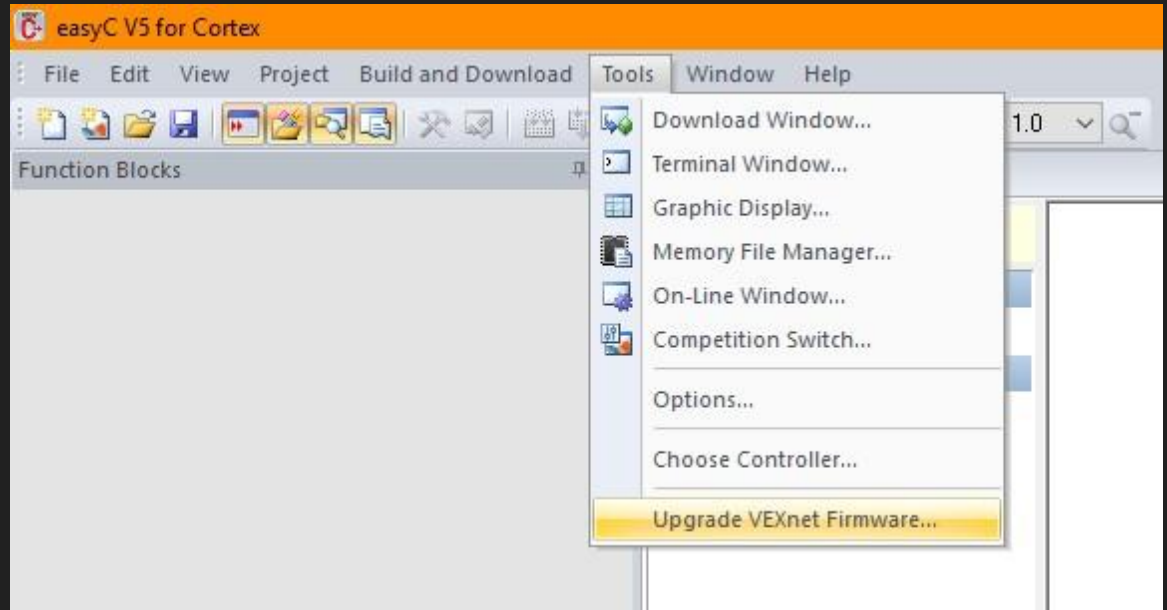 easyC V5 for Cortex
File Edit View Project Build and Download Tools Window Help
1.0
Function Blocks
Download Window...
Terminal Window...
Graphic Display...
Memory File Manager...
On-Line Window...
Competition Switch...
Options...
Choose Controller...
Upgrade VEXnet Firmware...